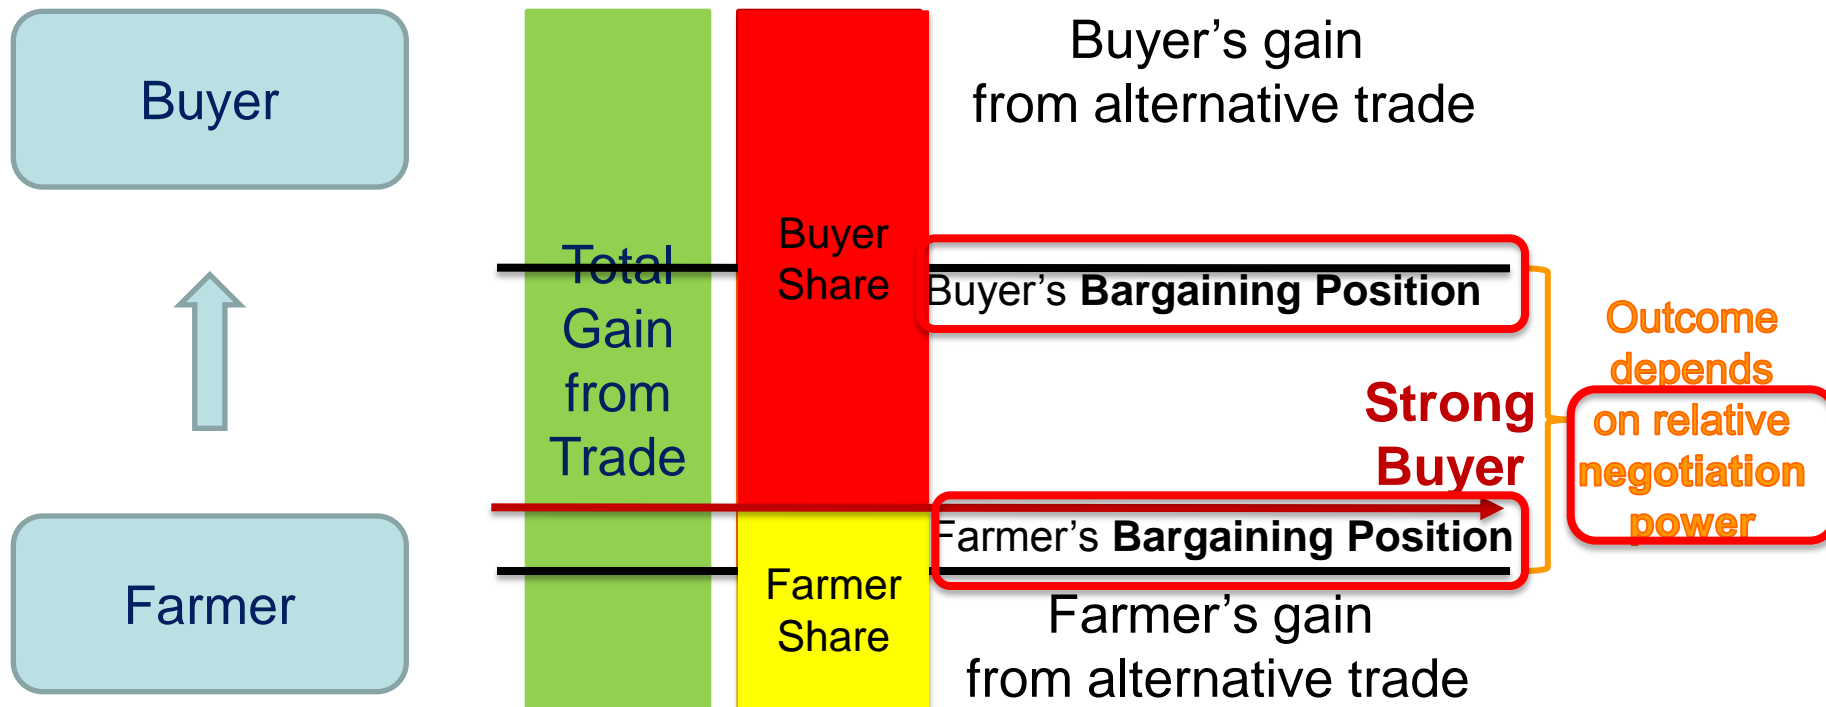 Buyer
Farmer
Total
Gain
from
Trade
Buyer
Share
Farmer
Share
Buyer’s gain
from alternative trade
Buyer’s Bargaining Position
Strong
Buyer
Farmer’s Bargaining Position
Farmer’s gain
from alternative trade
Outcome
depends
on relative
negotiation
power